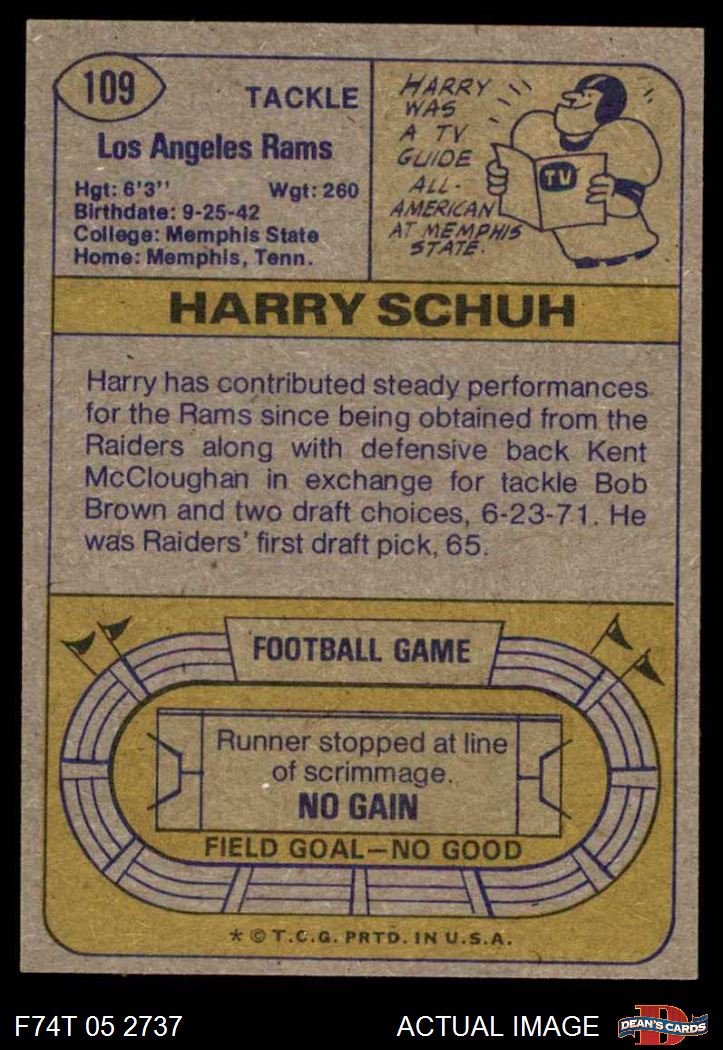 109
TACKLE
Los Angeles Rams
Hgt: 6'3'' Wgt: 260
Birthdate: 9-25-42
College: Memphis State
Home: Memphis, Tenn.
HARRY
WAS
A TV
GUIDE
ALL-
AMERICAN
AT MEMPHIS
STATE.
TV
HARRY SCHUH
Harry has contributed steady performances
for the Rams since being obtained from the
Raiders along with defensive back Kent
McCloughan in exchange for tackle Bob
Brown and two draft choices, 6-23-71. He
was Raiders' first draft pick, 65.
FOOTBALL GAME
Runner stopped at line
of scrimmage.
NO GAIN
FIELD GOAL—NO GOOD
* © T.C.G. PRTD. IN U.S.A.
F74T 05 2737 ACTUAL IMAGE
D
DEAN'S CARDS